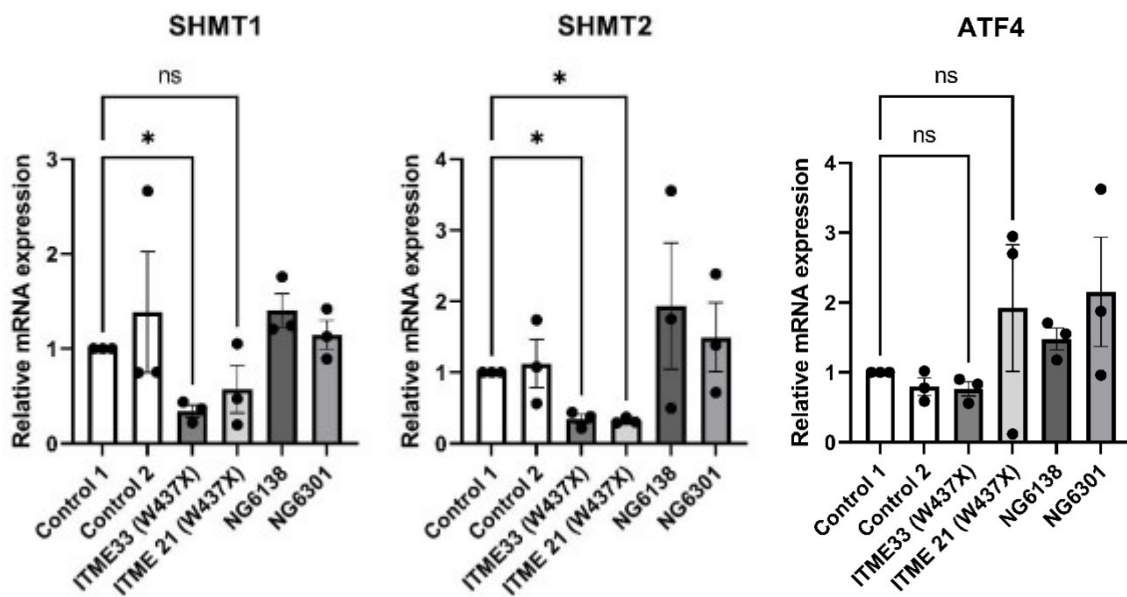 SHMT1
ns
*
Relative mRNA expression
3
2
1
0
Control 1
Control 2
ITME33 (W437X)
ITME 21 (W437X)
NG6138
NG6301
SHMT2
*
*
Relative mRNA expression
4
3
2
1
0
Control 1
Control 2
ITME33 (W437X)
ITME 21 (W437X)
NG6138
NG6301
ATF4
ns
ns
Relative mRNA expression
4
3
2
1
0
Control 1
Control 2
ITME33 (W437X)
ITME 21 (W437X)
NG6138
NG6301